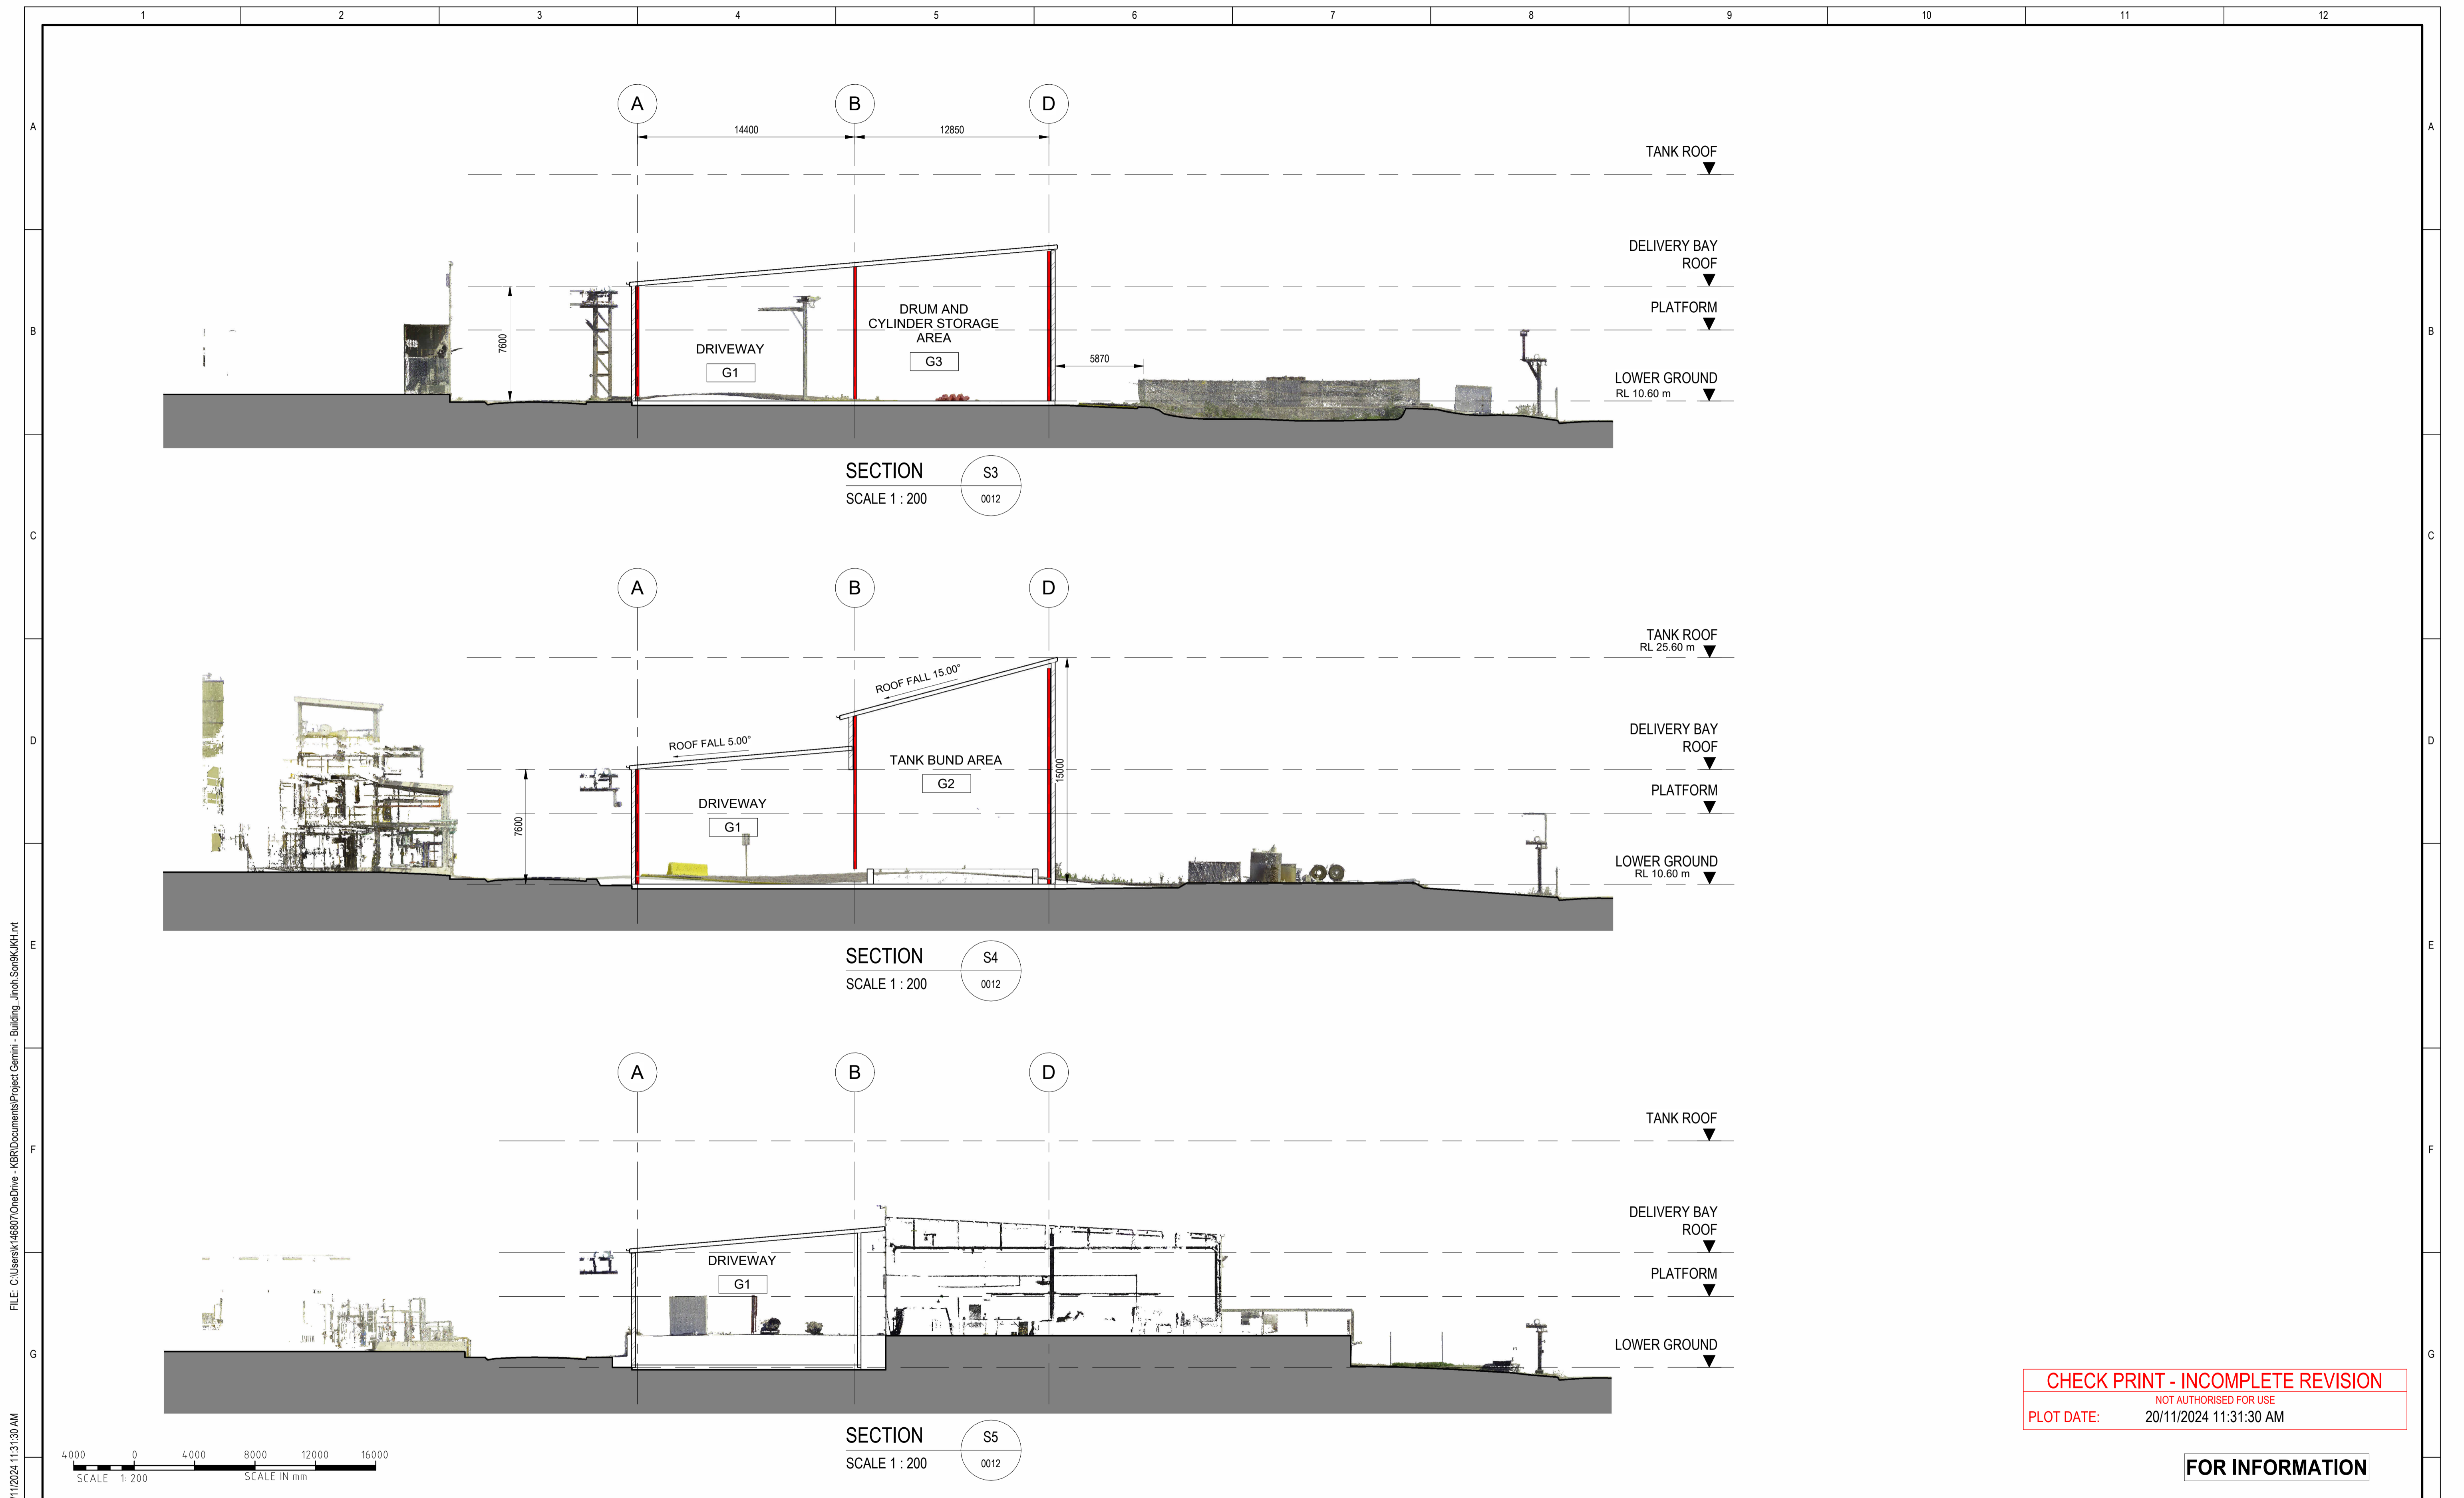 1 2 3 4 5 6 7 8 9 10 11 12
A B D
14400 12850
A A
TANK ROOF
DELIVERY BAY
ROOF
PLATFORM
LOWER GROUND
RL 10.60 m
B B
7600
DRIVEWAY
G1
DRUM AND
CYLINDER STORAGE
AREA
G3
5870
SECTION S3
SCALE 1 : 200 0012
C C
A B D
TANK ROOF
RL 25.60 m
ROOF FALL 15.00°
ROOF FALL 5.00°
DELIVERY BAY
ROOF
D D
TANK BUND AREA
G2
15000
PLATFORM
7600
DRIVEWAY
G1
LOWER GROUND
RL 10.60 m
E E
SECTION S4
SCALE 1 : 200 0012
A B D
TANK ROOF
F F
DELIVERY BAY
ROOF
DRIVEWAY
G1
PLATFORM
LOWER GROUND
G G
SECTION S5
SCALE 1 : 200 0012
4000 0 4000 8000 12000 16000
SCALE 1: 200 SCALE IN mm
CHECK PRINT - INCOMPLETE REVISION
NOT AUTHORISED FOR USE
PLOT DATE: 20/11/2024 11:31:30 AM
FOR INFORMATION
FILE: C:\Users\k146807\OneDrive - KBR\Documents\Project Gemini - Building_Jinoh.Son9KJKH.rvt
/11/2024 11:31:30 AM